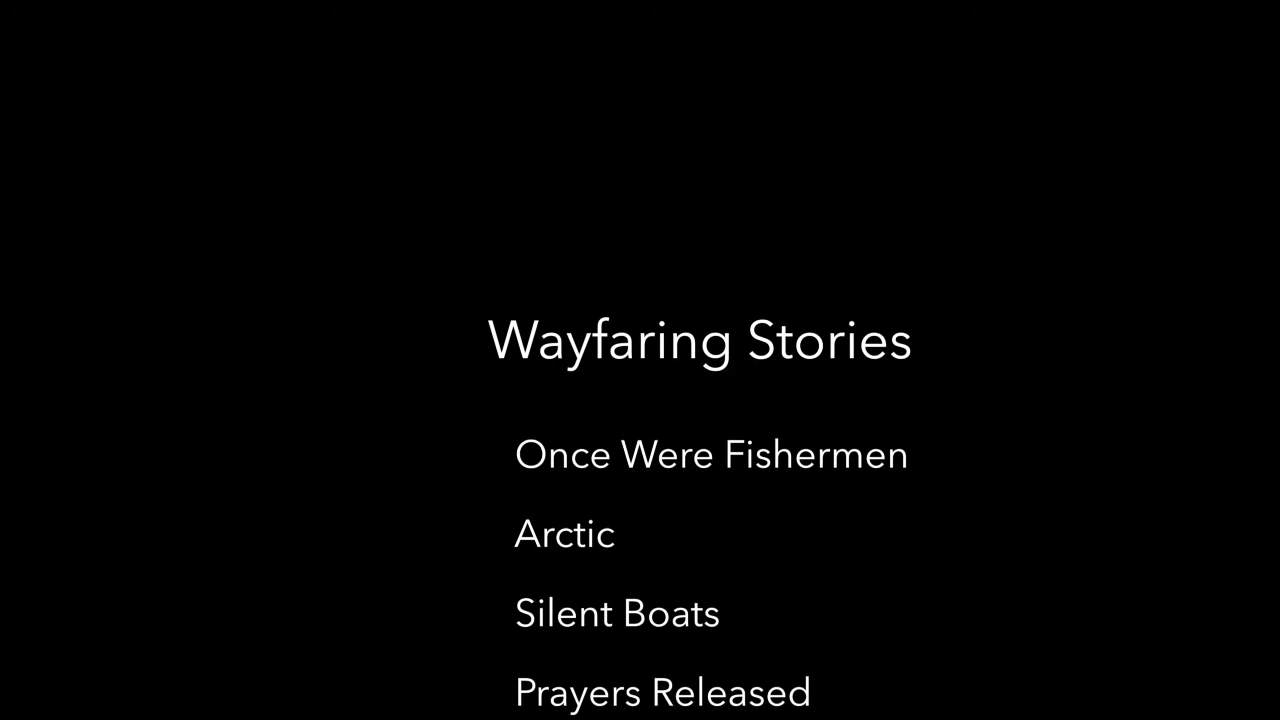 Wayfaring Stories
Once Were Fishermen
Arctic
Silent Boats
Prayers Released